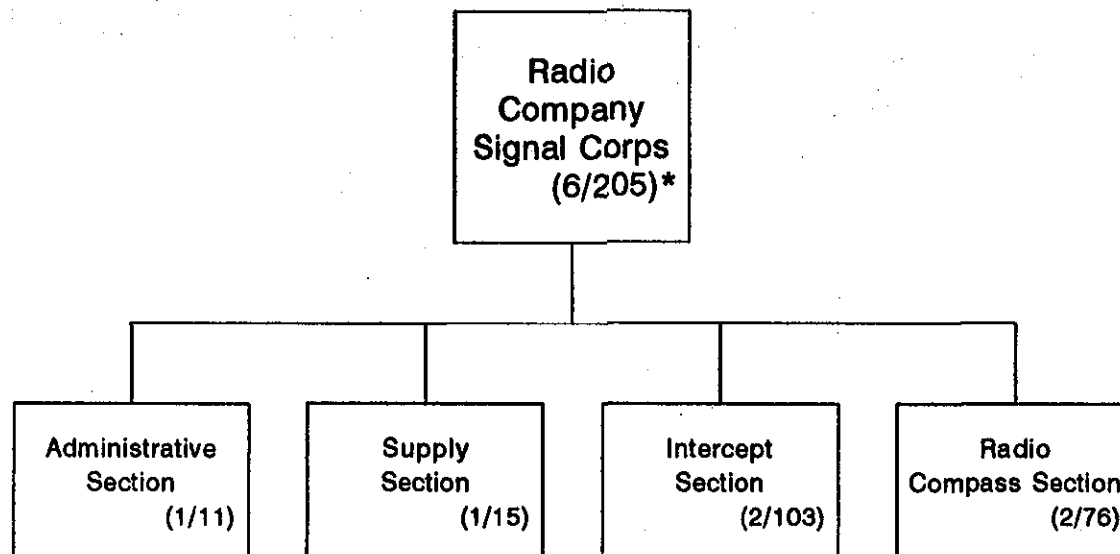 Radio
Company
Signal Corps
(6/205)*
Administrative
Section
(1/11)
Supply
Section
(1/15)
Intercept
Section
(2/103)
Radio
Compass Section
(2/76)